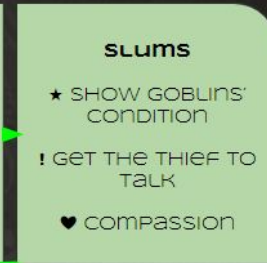 SLUMS
★ SHOW GOBLINS'
CONDITION
! GET THE THIEF TO
TALK
♥ COMPASSION